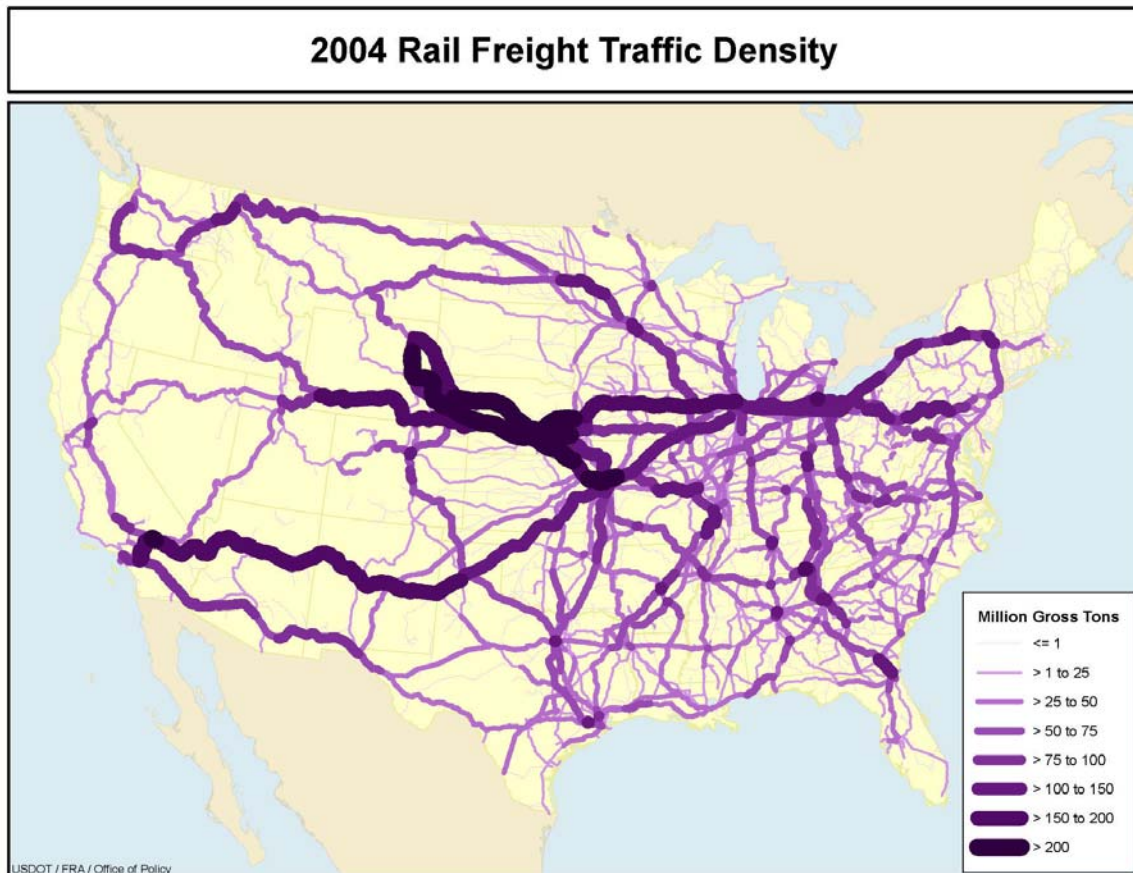 2004 Rail Freight Traffic Density
Million Gross Tons
<= 1
> 1 to 25
> 25 to 50
> 50 to 75
> 75 to 100
> 100 to 150
> 150 to 200
> 200
USDOT / FRA / Office of Policy